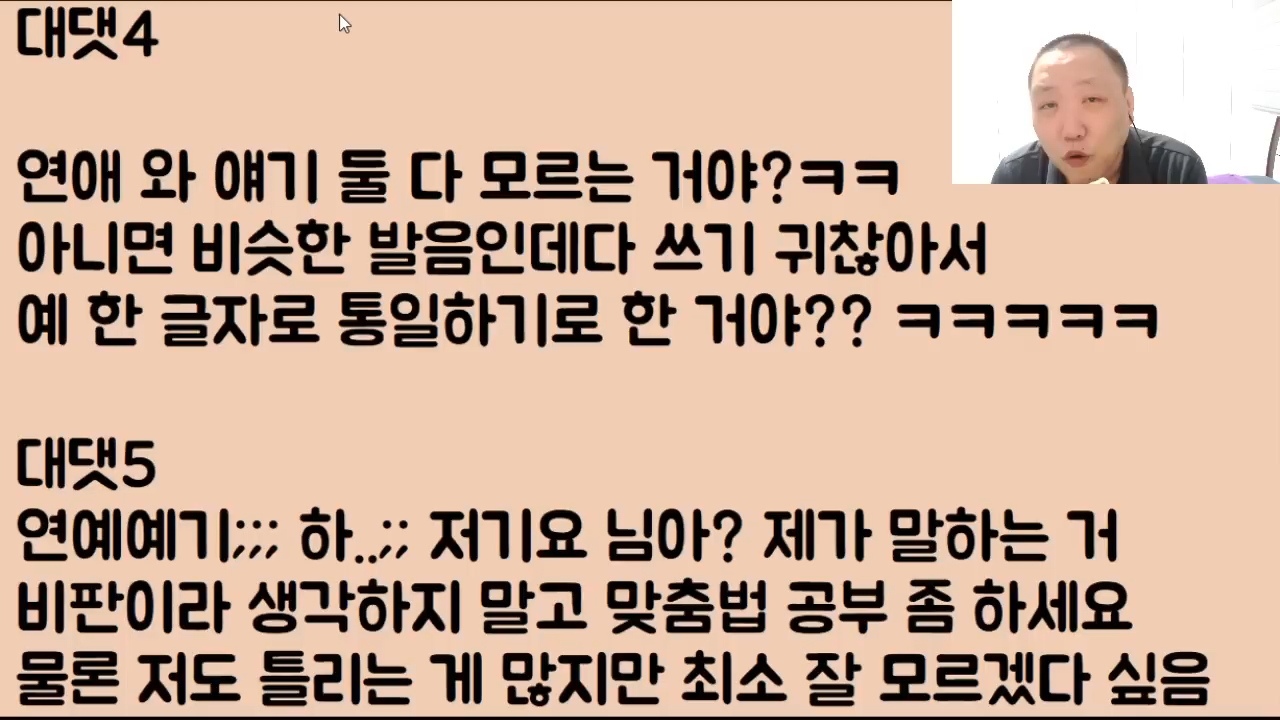 대댓4
연애 와 얘기 둘 다 모르는 거야?ㅋㅋ
아니면 비슷한 발음인데다 쓰기 귀찮아서
예 한 글자로 통일하기로 한 거야?? ㅋㅋㅋㅋㅋ
대댓5
연예예기;;; 하..;; 저기요 님아? 제가 말하는 거
비판이라 생각하지 말고 맞춤법 공부 좀 하세요
물론 저도 틀리는 게 많지만 최소 잘 모르겠다 싶음